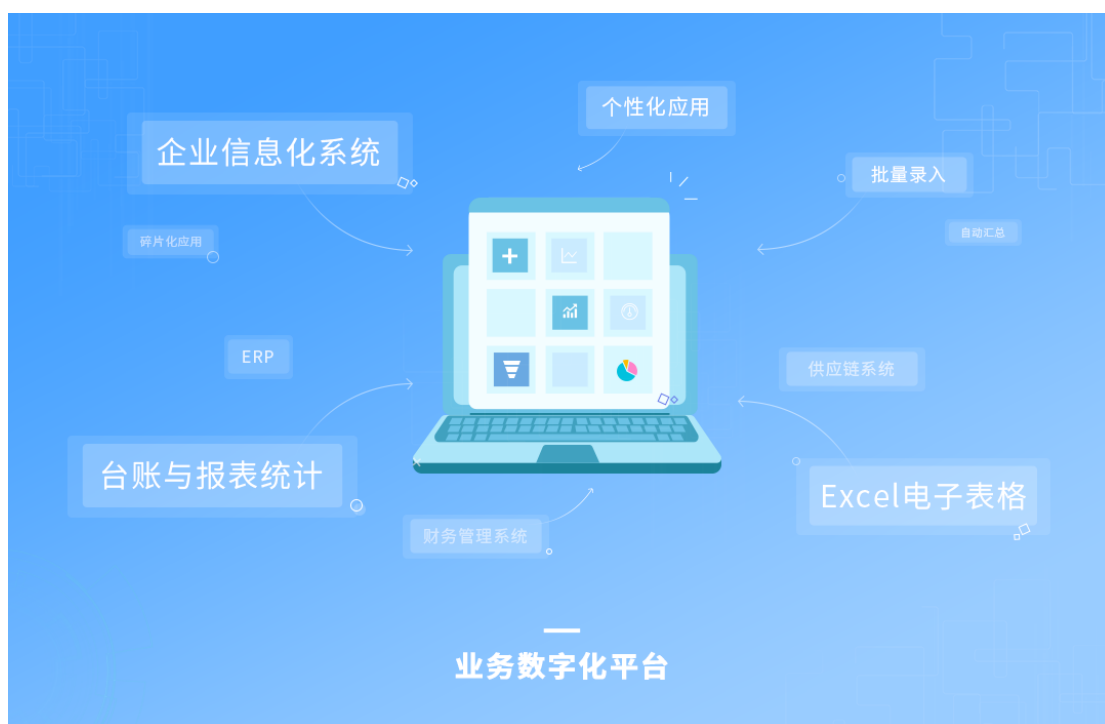 个性化应用
企业信息化系统
批量录入
自动汇总
碎片化应用
ERP
供应链系统
台账与报表统计
Excel电子表格
财务管理系统
业务数字化平台